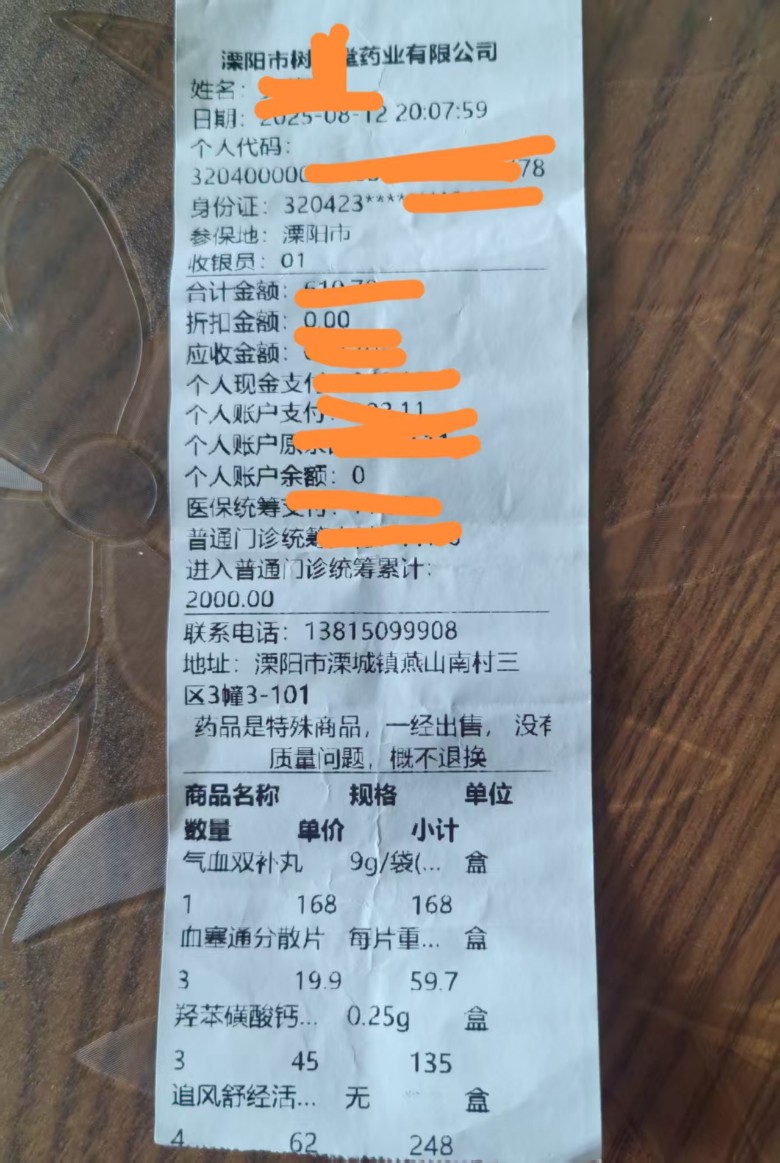 溧阳市树 堂药业有限公司
姓名：
日期： 2025-08-12 20:07:59
个人代码：
32040000 78
身份证：320423****
参保地：溧阳市
收银员：01
合计金额：
折扣金额：0.00
应收金额：
个人现金支付
个人账户支付：
个人账户原
个人账户余额：0
医保统筹支付：
普通门诊统筹
进入普通门诊统筹累计：
2000.00
联系电话：13815099908
地址：溧阳市溧城镇燕山南村三
区3幢3-101
药品是特殊商品，一经出售，没有
质量问题，概不退换
商品名称 规格 单位
数量 单价 小计
气血双补丸 9g/袋(... 盒
1 168 168
血塞通分散片 每片重... 盒
3 19.9 59.7
羟苯磺酸钙... 0.25g 盒
3 45 135
追风舒经活... 无 盒
4 62 248